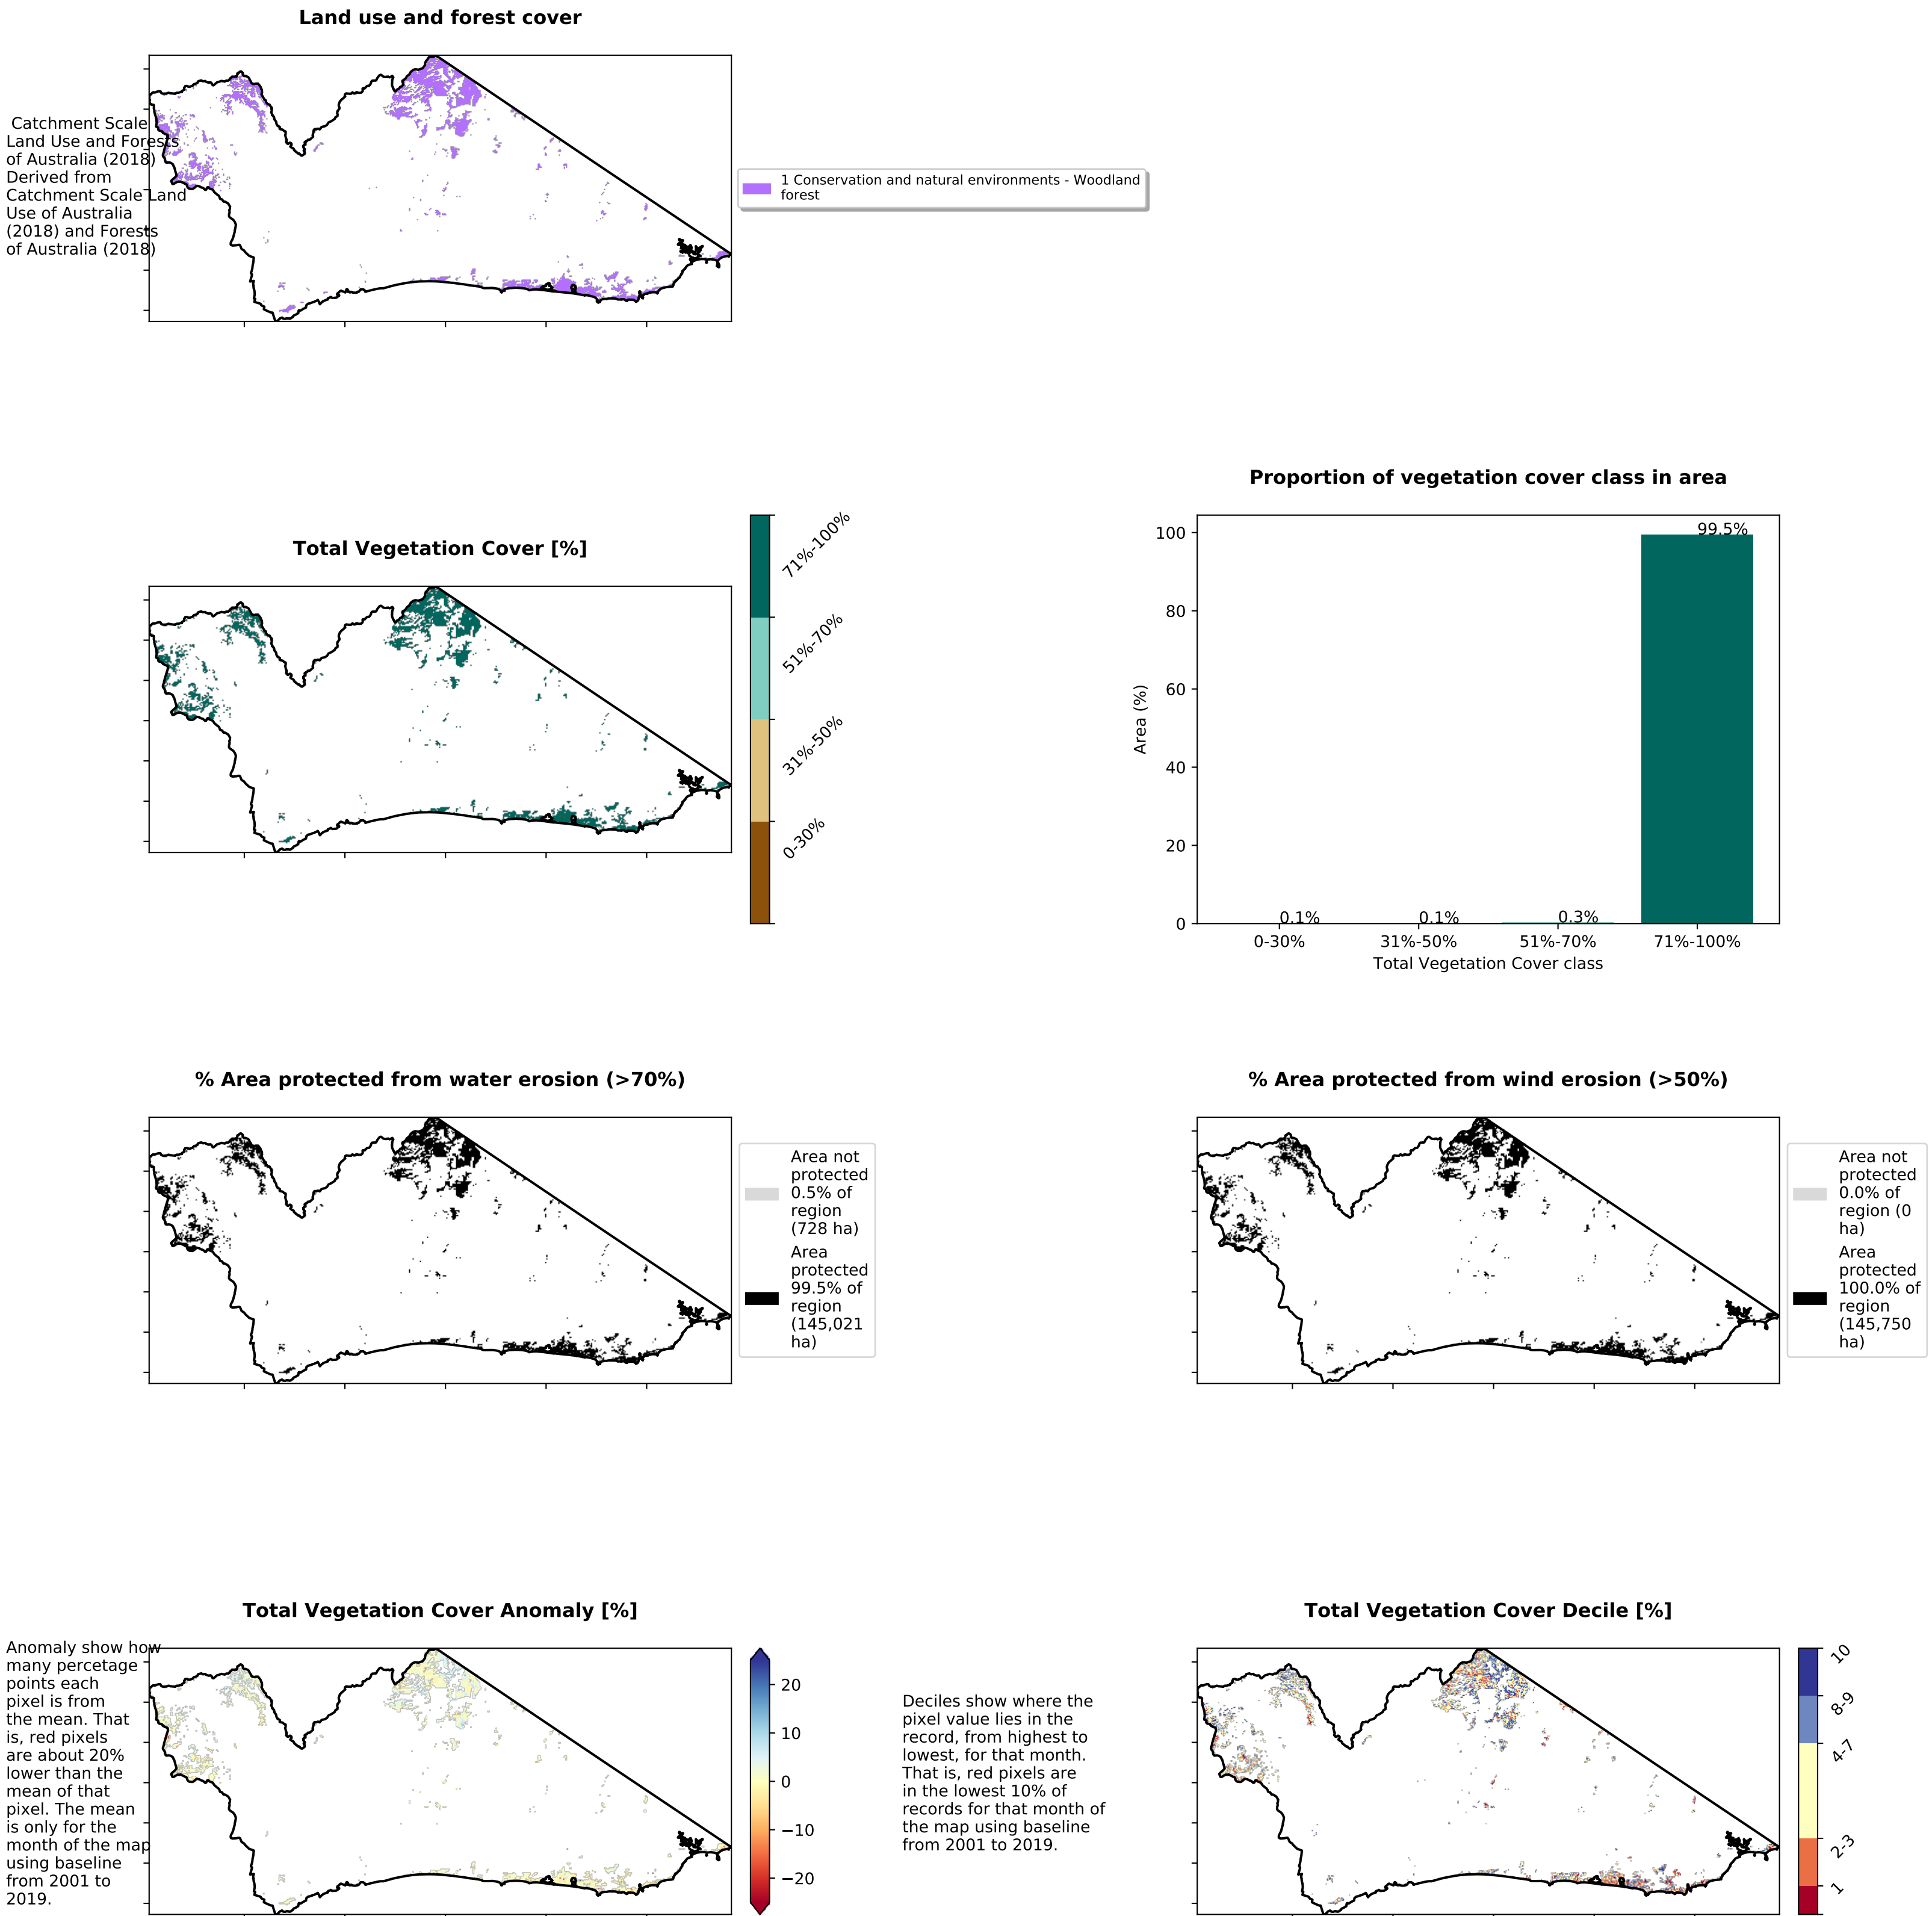 Land use and forest cover
Catchment Scale
Land Use and Forests
of Australia (2018)
Derived from
Catchment Scale Land
Use of Australia
(2018) and Forests
of Australia (2018)
1 Conservation and natural environments - Woodland
forest
Total Vegetation Cover [%]
71%-100%
51%-70%
31%-50%
0-30%
Proportion of vegetation cover class in area
100
80
60
40
20
0
Area (%)
0.1%
0.1%
0.3%
99.5%
0-30%
31%-50%
51%-70%
71%-100%
Total Vegetation Cover class
% Area protected from water erosion (>70%)
Area not
protected
0.5% of
region
(728 ha)
Area
protected
99.5% of
region
(145,021
ha)
% Area protected from wind erosion (>50%)
Area not
protected
0.0% of
region (0
ha)
Area
protected
100.0% of
region
(145,750
ha)
Total Vegetation Cover Anomaly [%]
Anomaly show how
many percetage
points each
pixel is from
the mean. That
is, red pixels
are about 20%
lower than the
mean of that
pixel. The mean
is only for the
month of the map
using baseline
from 2001 to
2019.
20
10
0
−10
−20
Total Vegetation Cover Decile [%]
Deciles show where the
pixel value lies in the
record, from highest to
lowest, for that month.
That is, red pixels are
in the lowest 10% of
records for that month of
the map using baseline
from 2001 to 2019.
10
8-9
4-7
2-3
1